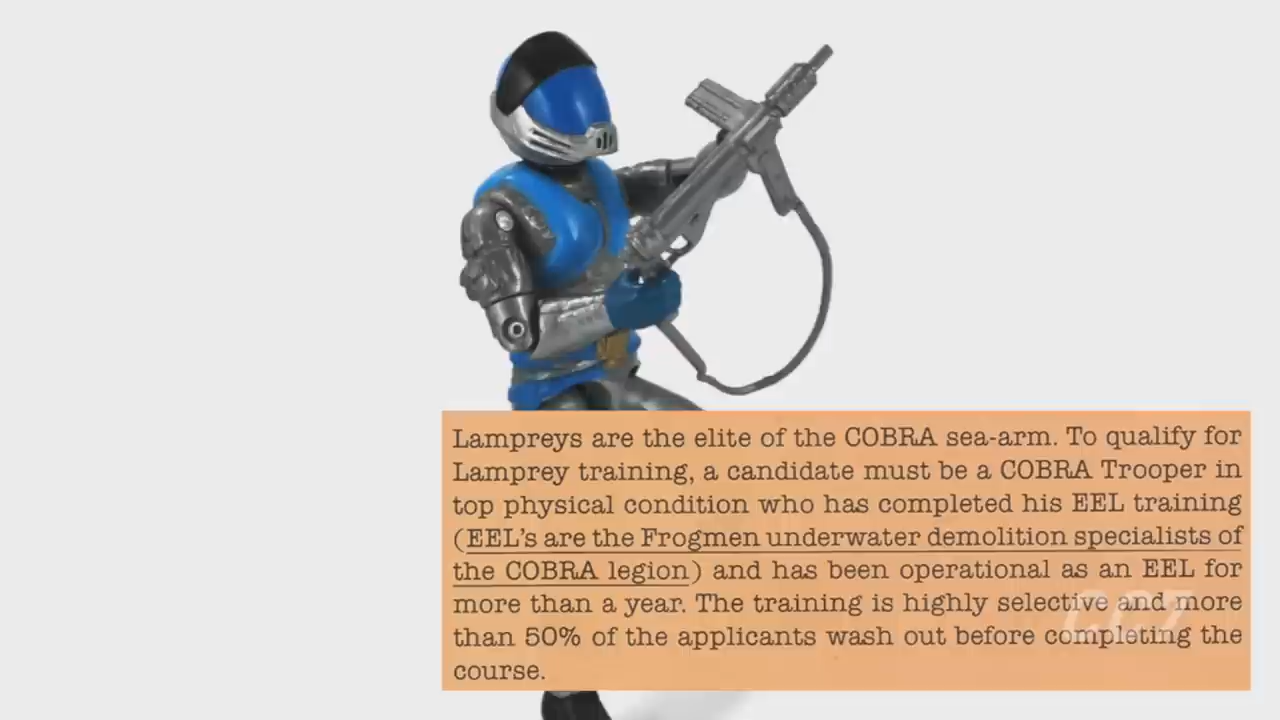 Lampreys are the elite of the COBRA sea-arm. To qualify for
Lamprey training, a candidate must be a COBRA Trooper in
top physical condition who has completed his EEL training
(EEL's are the Frogmen underwater demolition specialists of
the COBRA legion) and has been operational as an EEL for
more than a year. The training is highly selective and more
than 50% of the applicants wash out before completing the
course.
CC7